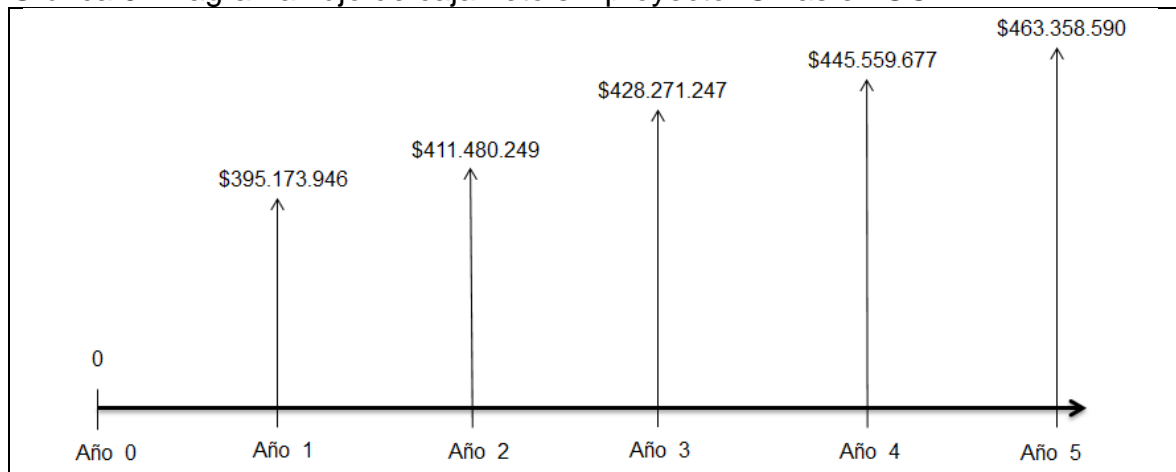 $463.358.590
$445.559.677
$428.271.247
$411.480.249
$395.173.946
0
Año 0
Año 1
Año 2
Año 3
Año 4
Año 5